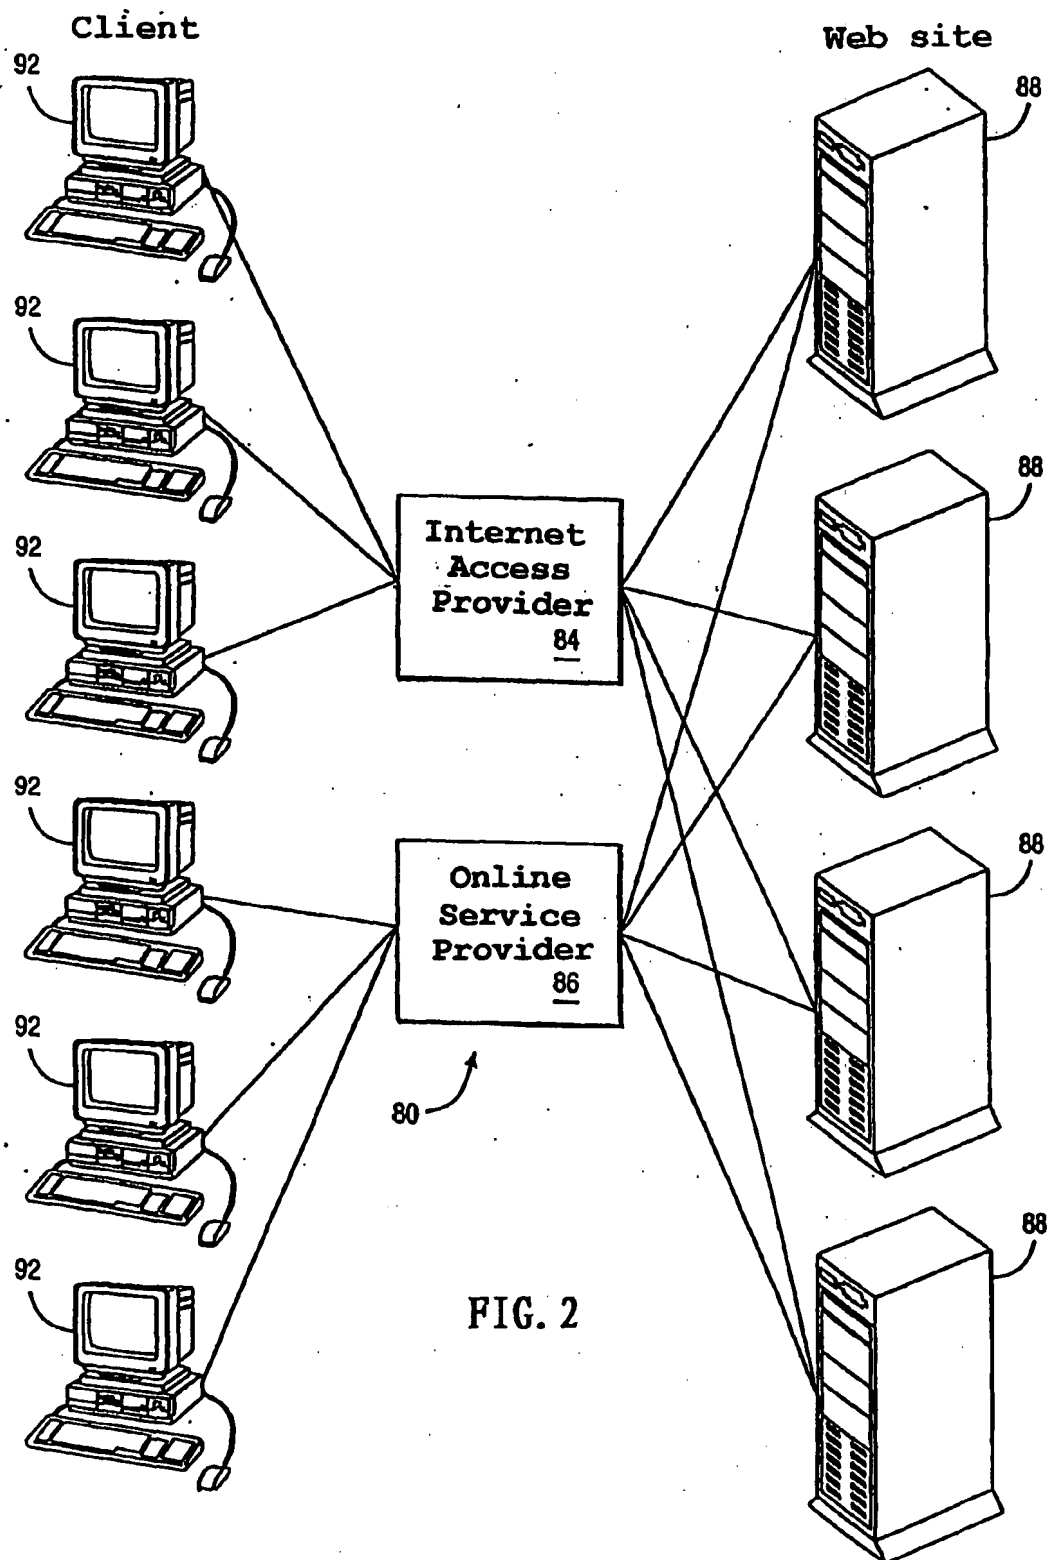 Client
Web site
92
88
92
88
92
Internet
Access
Provider
84
92
88
Online
Service
Provider
86
92
80
92
88
FIG. 2